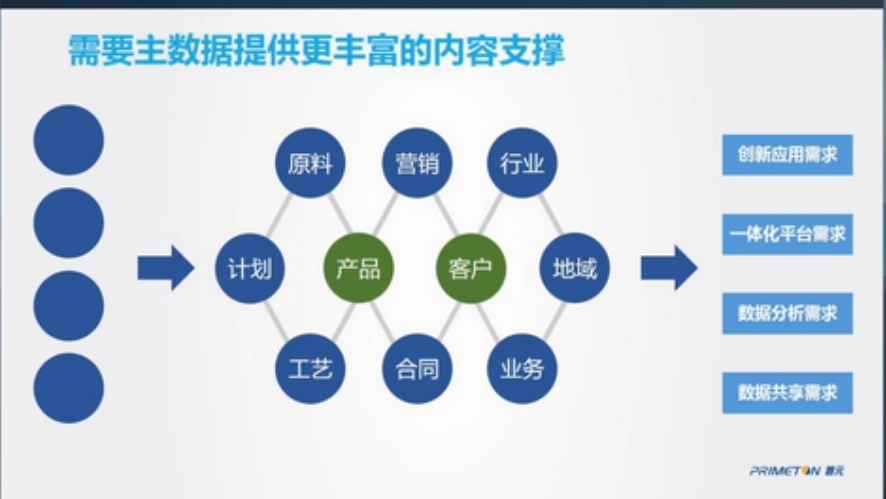 需要主数据提供更丰富的内容支撑
原料
营销
行业
计划
产品
客户
地域
工艺
合同
业务
创新应用需求
一体化平台需求
数据分析需求
数据共享需求
PRIMETON 普元